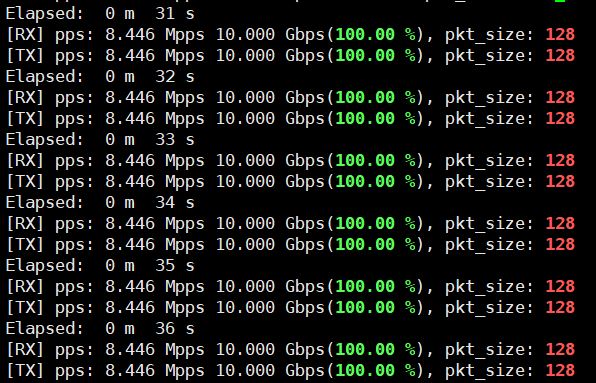 Elapsed:  0 m  31 s
[RX] pps: 8.446 Mpps 10.000 Gbps(100.00 %), pkt_size: 128
[TX] pps: 8.446 Mpps 10.000 Gbps(100.00 %), pkt_size: 128
Elapsed:  0 m  32 s
[RX] pps: 8.446 Mpps 10.000 Gbps(100.00 %), pkt_size: 128
[TX] pps: 8.446 Mpps 10.000 Gbps(100.00 %), pkt_size: 128
Elapsed:  0 m  33 s
[RX] pps: 8.446 Mpps 10.000 Gbps(100.00 %), pkt_size: 128
[TX] pps: 8.446 Mpps 10.000 Gbps(100.00 %), pkt_size: 128
Elapsed:  0 m  34 s
[RX] pps: 8.446 Mpps 10.000 Gbps(100.00 %), pkt_size: 128
[TX] pps: 8.446 Mpps 10.000 Gbps(100.00 %), pkt_size: 128
Elapsed:  0 m  35 s
[RX] pps: 8.446 Mpps 10.000 Gbps(100.00 %), pkt_size: 128
[TX] pps: 8.446 Mpps 10.000 Gbps(100.00 %), pkt_size: 128
Elapsed:  0 m  36 s
[RX] pps: 8.446 Mpps 10.000 Gbps(100.00 %), pkt_size: 128
[TX] pps: 8.446 Mpps 10.000 Gbps(100.00 %), pkt_size: 128